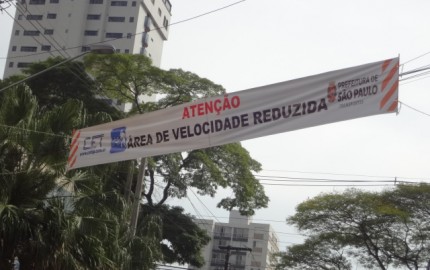 ATENÇÃO
CET
ÁREA DE VELOCIDADE REDUZIDA
PREFEITURA DE
SÃO PAULO